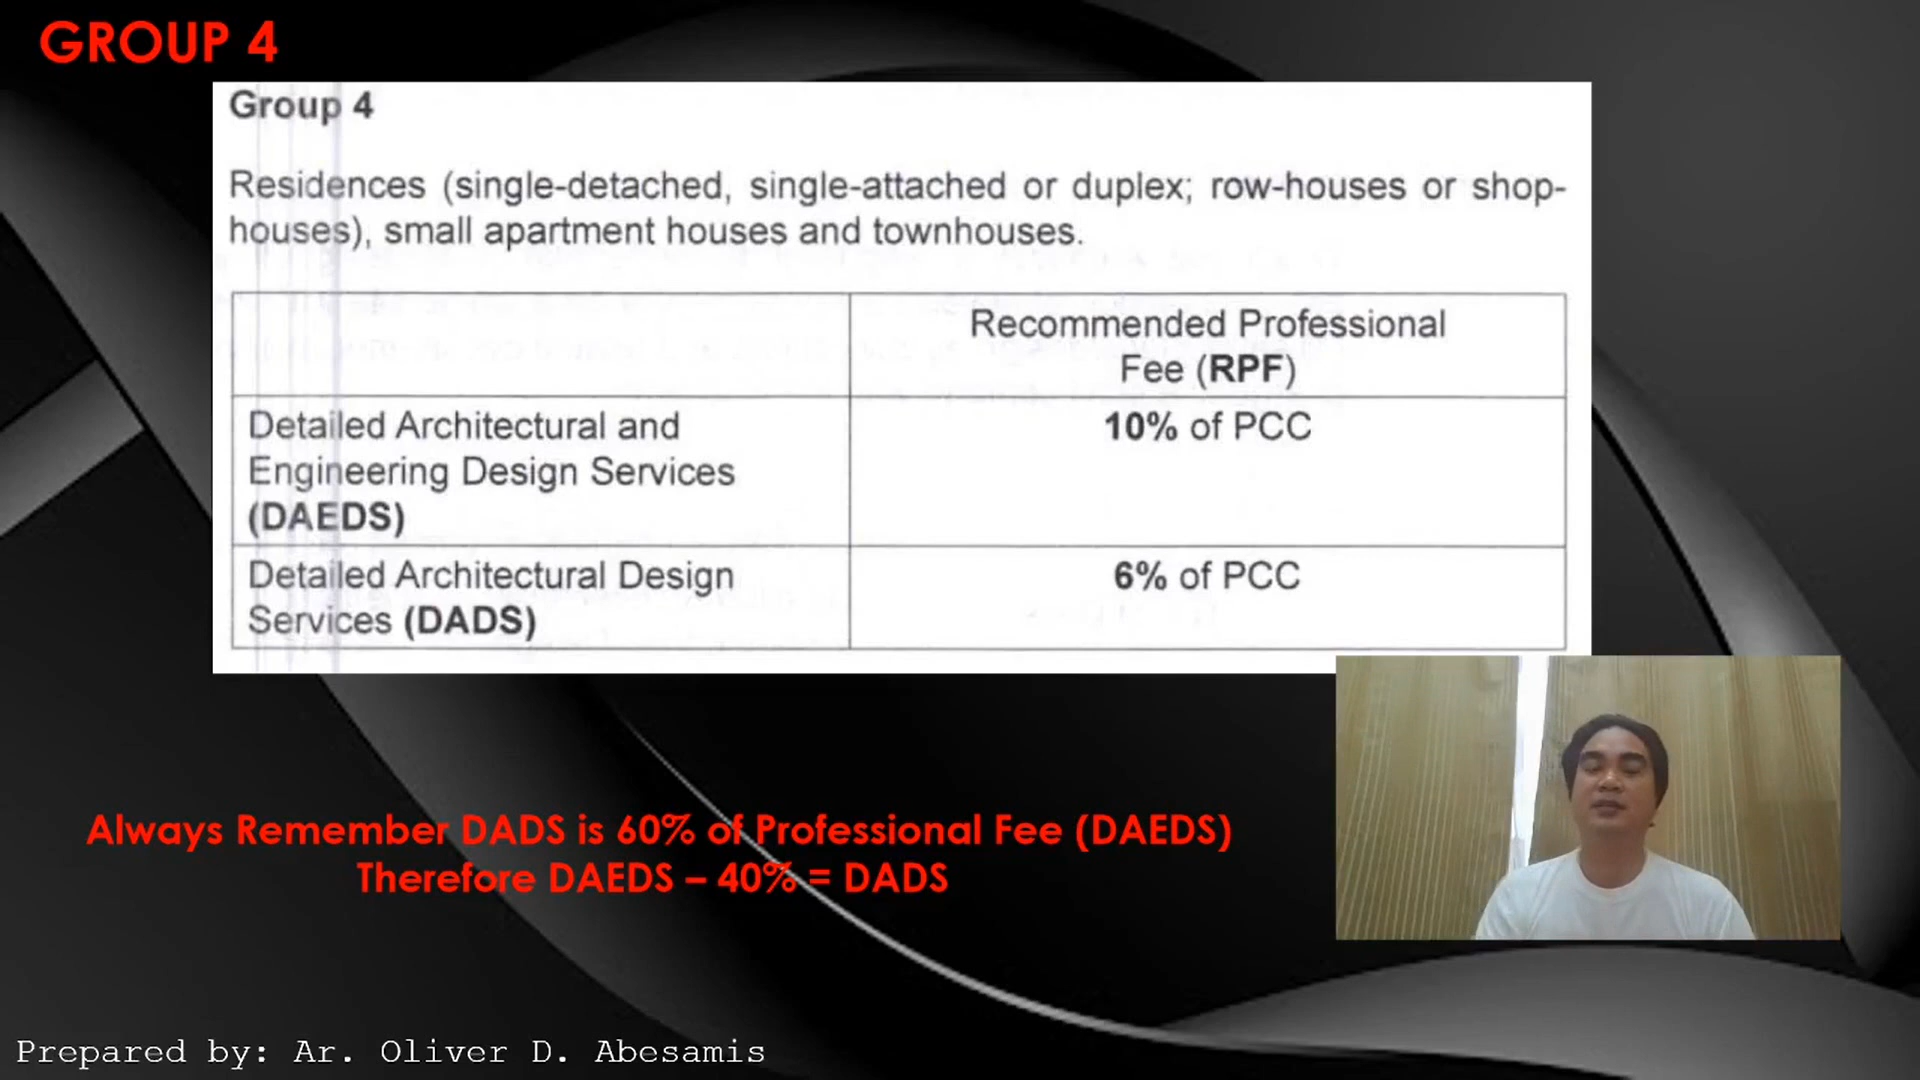 GROUP 4
Group 4
Residences (single-detached, single-attached or duplex; row-houses or shop-
houses), small apartment houses and townhouses.
Recommended Professional
Fee (RPF)
Detailed Architectural and
Engineering Design Services
(DAEDS)
10% of PCC
Detailed Architectural Design
Services (DADS)
6% of PCC
Always Remember DADS is 60% of Professional Fee (DAEDS)
Therefore DAEDS – 40% = DADS
Prepared by: Ar. Oliver D. Abesamis